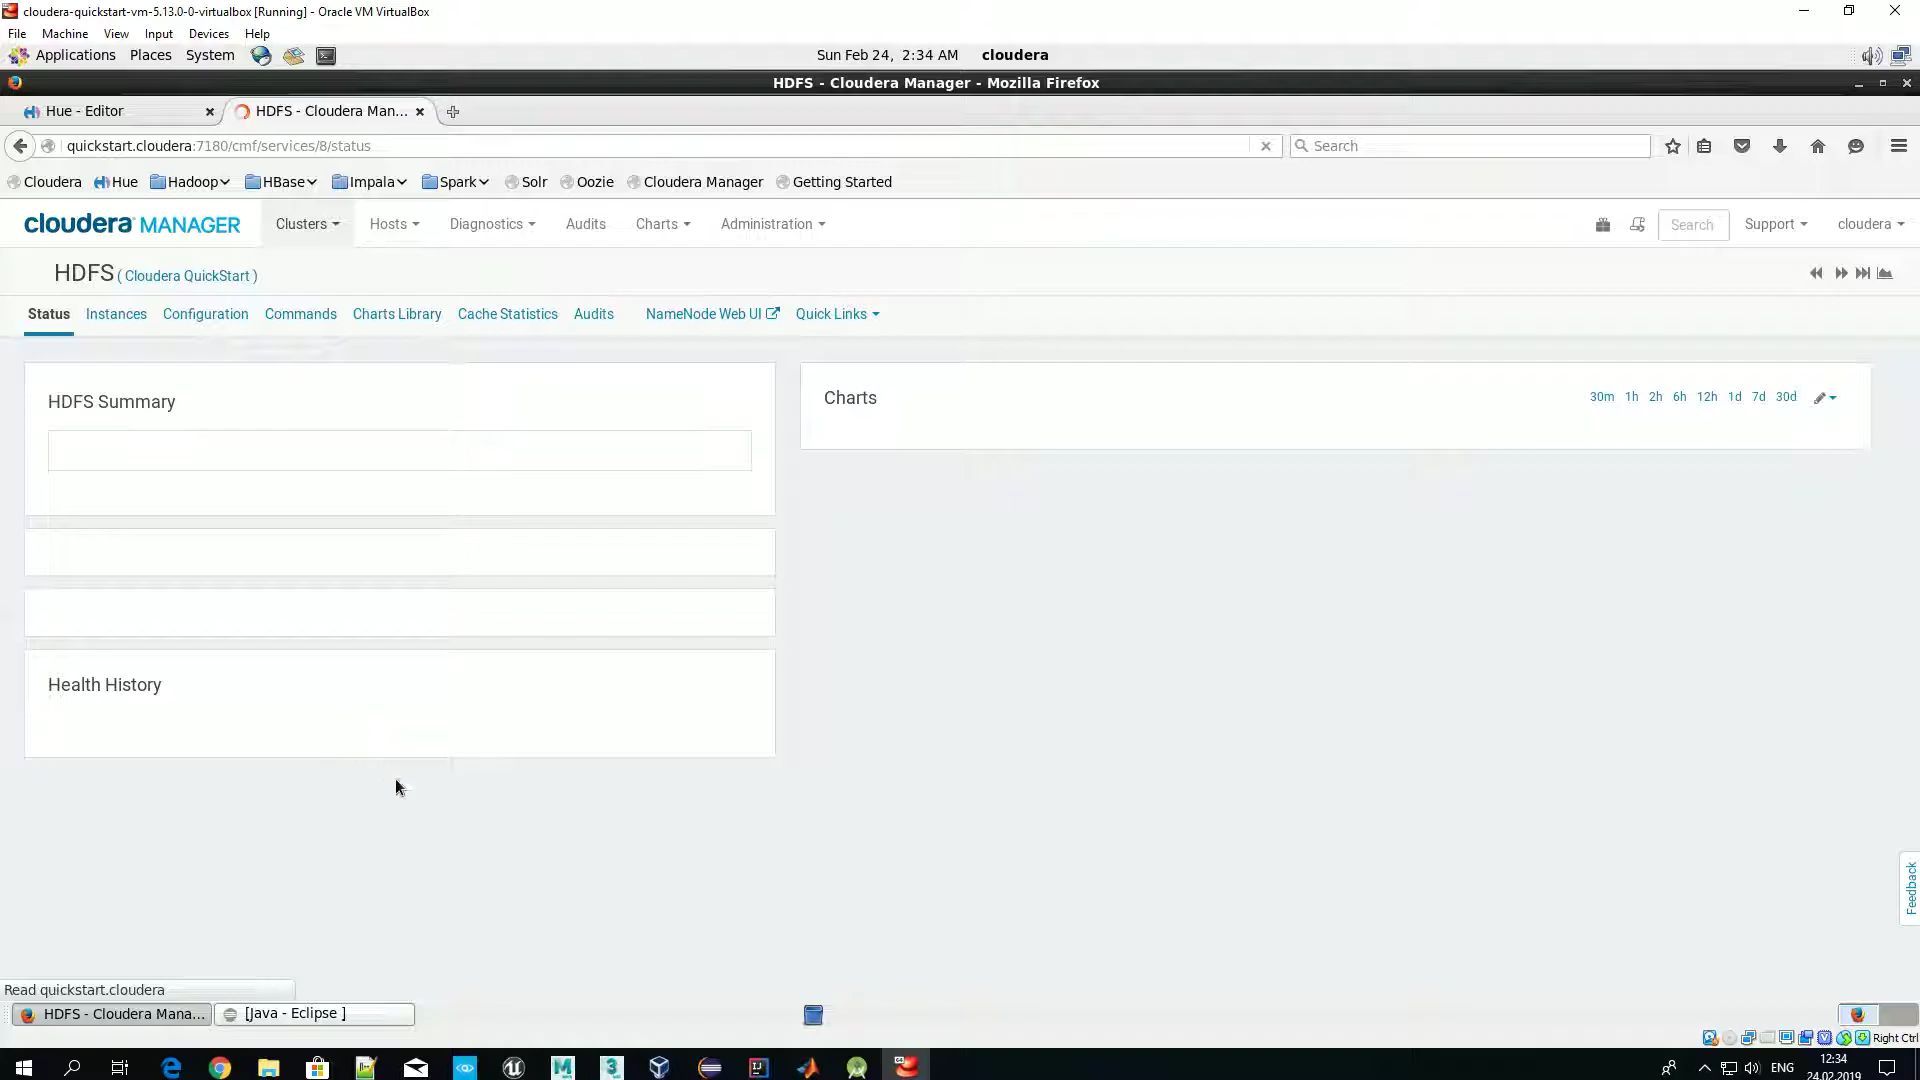 cloudera-quickstart-vm-5.13.0-0-virtualbox [Running] - Oracle VM VirtualBox
File Machine View Input Devices Help
Applications Places System Sun Feb 24, 2:34 AM cloudera
HDFS - Cloudera Manager - Mozilla Firefox
Hue - Editor HDFS - Cloudera Man...
quickstart.cloudera:7180/cmf/services/8/status Search
Cloudera Hue Hadoop HBase Impala Spark Solr Oozie Cloudera Manager Getting Started
cloudera MANAGER Clusters Hosts Diagnostics Audits Charts Administration Search Support cloudera
HDFS ( Cloudera QuickStart )
Status Instances Configuration Commands Charts Library Cache Statistics Audits NameNode Web UI Quick Links
HDFS Summary
Charts 30m 1h 2h 6h 12h 1d 7d 30d
Health History
Feedback
Read quickstart.cloudera
HDFS - Cloudera Mana... [Java - Eclipse ]
Right Ctrl
ENG 12:34
24.02.2019